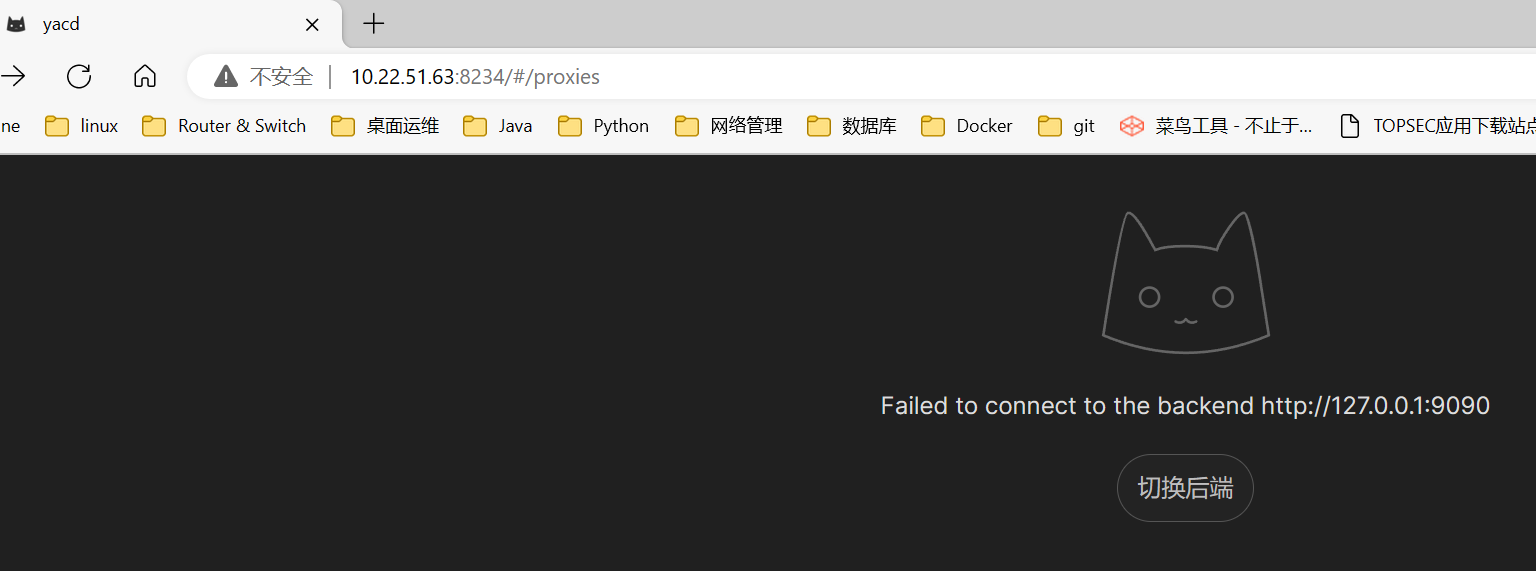 yacd
不安全 | 10.22.51.63:8234/#/proxies
ne linux Router & Switch 桌面运维 Java Python 网络管理 数据库 Docker git 菜鸟工具 - 不止于... TOPSEC应用下载站点
Failed to connect to the backend http://127.0.0.1:9090
切换后端